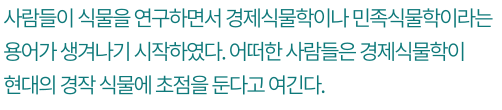 사람들이 식물을 연구하면서 경제식물학이나 민족식물학이라는
용어가 생겨나기 시작하였다. 어떠한 사람들은 경제식물학이
현대의 경작 식물에 초점을 둔다고 여긴다.